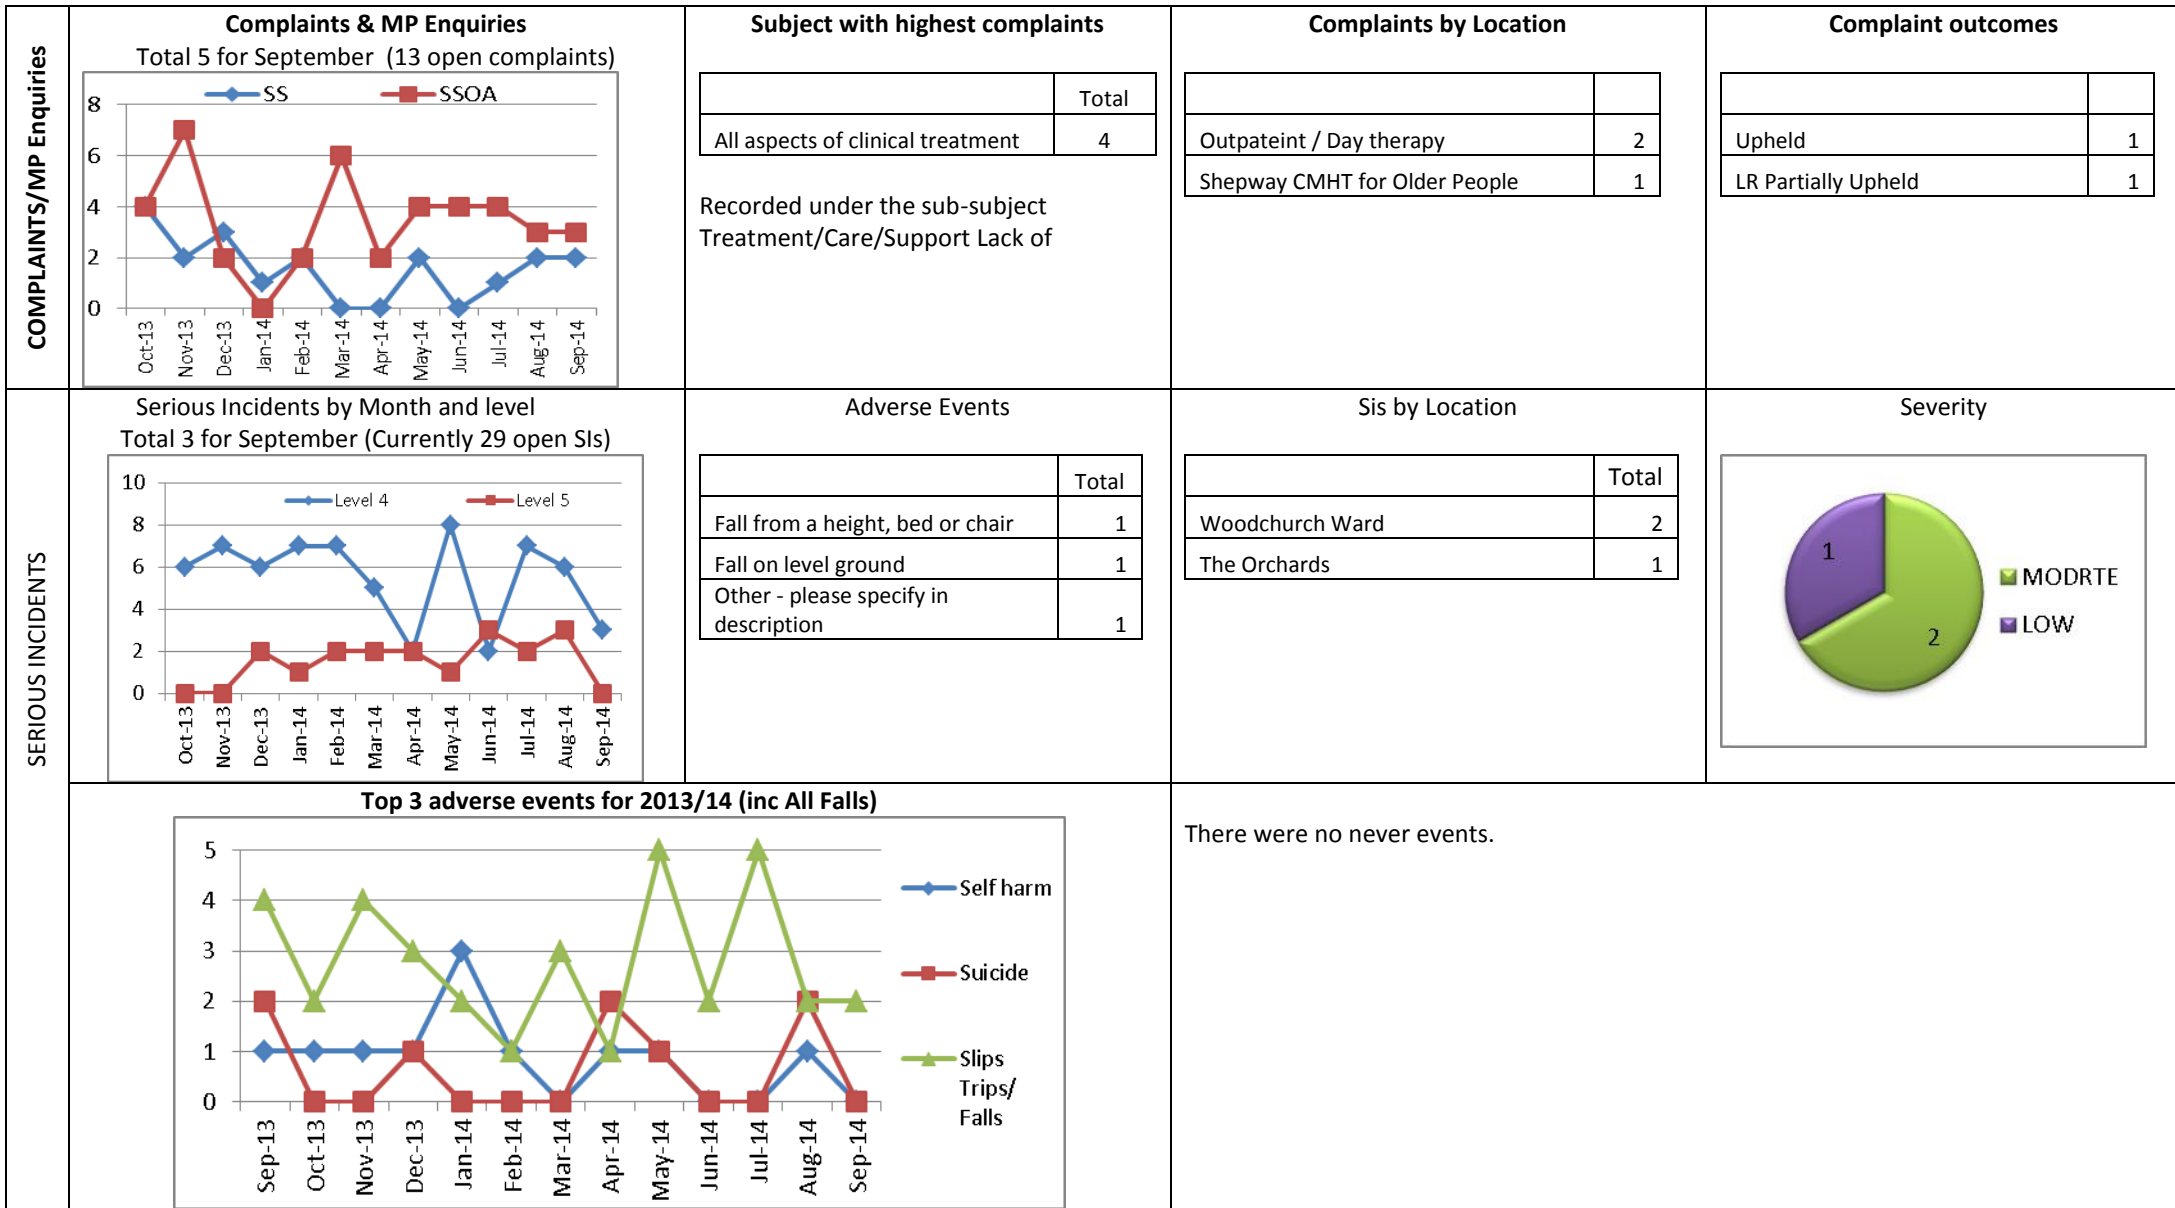 COMPLAINTS/MP Enquiries
Complaints & MP Enquiries
Total 5 for September (13 open complaints)
SS
SSOA
8
6
4
2
0
Oct-13
Nov-13
Dec-13
Jan-14
Feb-14
Mar-14
Apr-14
May-14
Jun-14
Jul-14
Aug-14
Sep-14
Subject with highest complaints
Total
All aspects of clinical treatment 4
Recorded under the sub-subject
Treatment/Care/Support Lack of
Complaints by Location
Outpateint / Day therapy 2
Shepway CMHT for Older People 1
Complaint outcomes
Upheld 1
LR Partially Upheld 1
SERIOUS INCIDENTS
Serious Incidents by Month and level
Total 3 for September (Currently 29 open SIs)
Level 4
Level 5
10
8
6
4
2
0
Oct-13
Nov-13
Dec-13
Jan-14
Feb-14
Mar-14
Apr-14
May-14
Jun-14
Jul-14
Aug-14
Sep-14
Adverse Events
Total
Fall from a height, bed or chair 1
Fall on level ground 1
Other - please specify in
description 1
Sis by Location
Total
Woodchurch Ward 2
The Orchards 1
Severity
1
2
MODRTE
LOW
Top 3 adverse events for 2013/14 (inc All Falls)
5
4
3
2
1
0
Sep-13
Oct-13
Nov-13
Dec-13
Jan-14
Feb-14
Mar-14
Apr-14
May-14
Jun-14
Jul-14
Aug-14
Sep-14
Self harm
Suicide
Slips
Trips/
Falls
There were no never events.